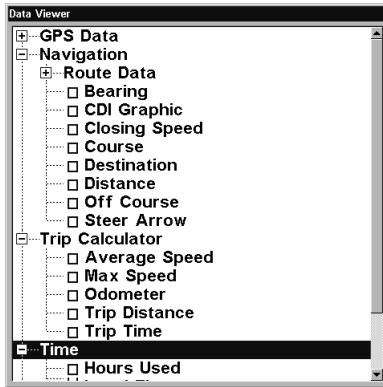 Data Viewer
GPS Data
Navigation
Route Data
Bearing
CDI Graphic
Closing Speed
Course
Destination
Distance
Off Course
Steer Arrow
Trip Calculator
Average Speed
Max Speed
Odometer
Trip Distance
Trip Time
Time
Hours Used